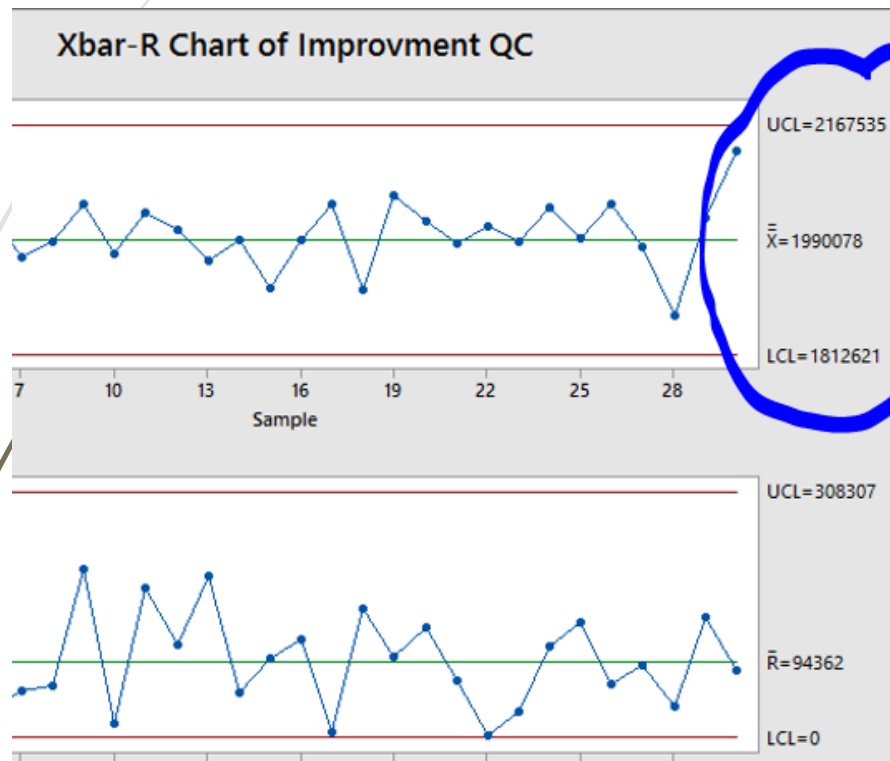 Xbar-R Chart of Improvment QC
UCL=2167535
X=1990078
LCL=1812621
7 10 13 16 19 22 25 28
Sample
UCL=308307
R=94362
LCL=0